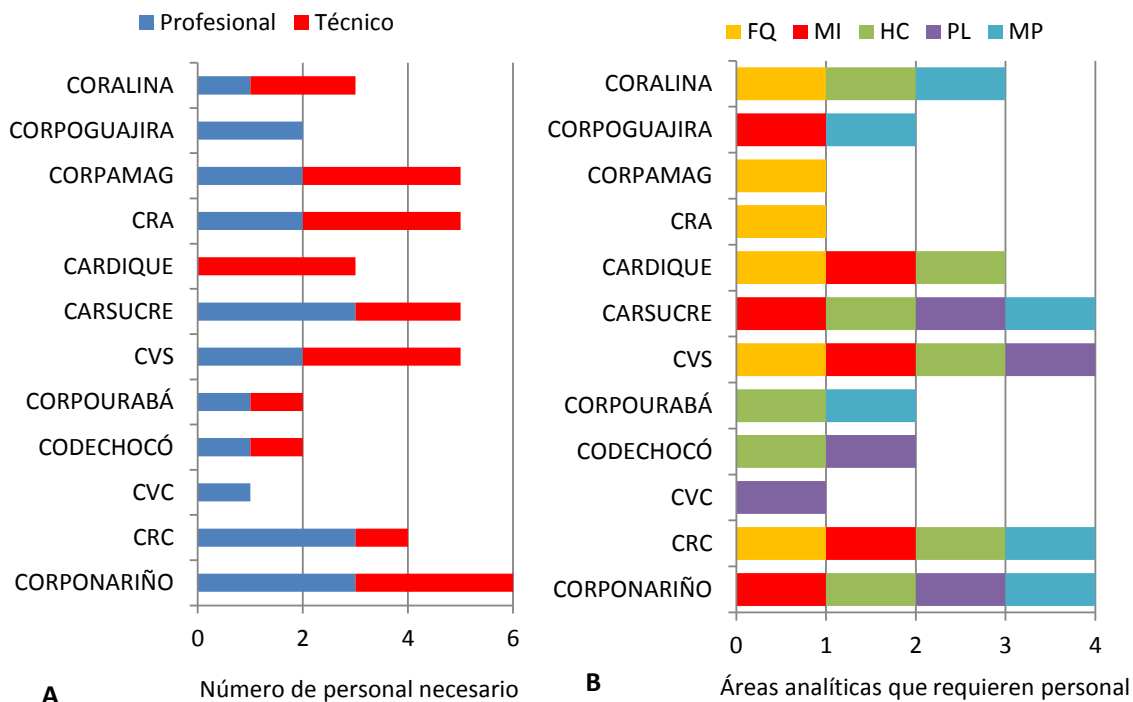 Profesional Técnico
CORALINA
CORPOGUAJIRA
CORPAMAG
CRA
CARDIQUE
CARSUCRE
CVS
CORPOURABÁ
CODECHOCÓ
CVC
CRC
CORPONARIÑO
0 2 4 6
A
Número de personal necesario
FQ MI HC PL MP
CORALINA
CORPOGUAJIRA
CORPAMAG
CRA
CARDIQUE
CARSUCRE
CVS
CORPOURABÁ
CODECHOCÓ
CVC
CRC
CORPONARIÑO
0 1 2 3 4
B
Áreas analíticas que requieren personal